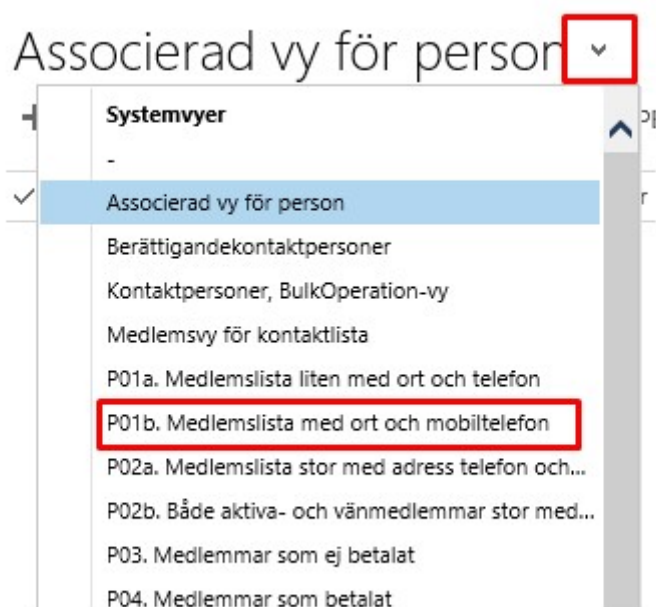 Associerad vy för person
Systemvyer
-
Associerad vy för person
Berättigandekontaktpersoner
Kontaktpersoner, BulkOperation-vy
Medlemsvy för kontaktlista
P01a. Medlemslista liten med ort och telefon
P01b. Medlemslista med ort och mobiltelefon
P02a. Medlemslista stor med adress telefon och...
P02b. Både aktiva- och vänmedlemmar stor med...
P03. Medlemmar som ej betalat
P04. Medlemmar som betalat